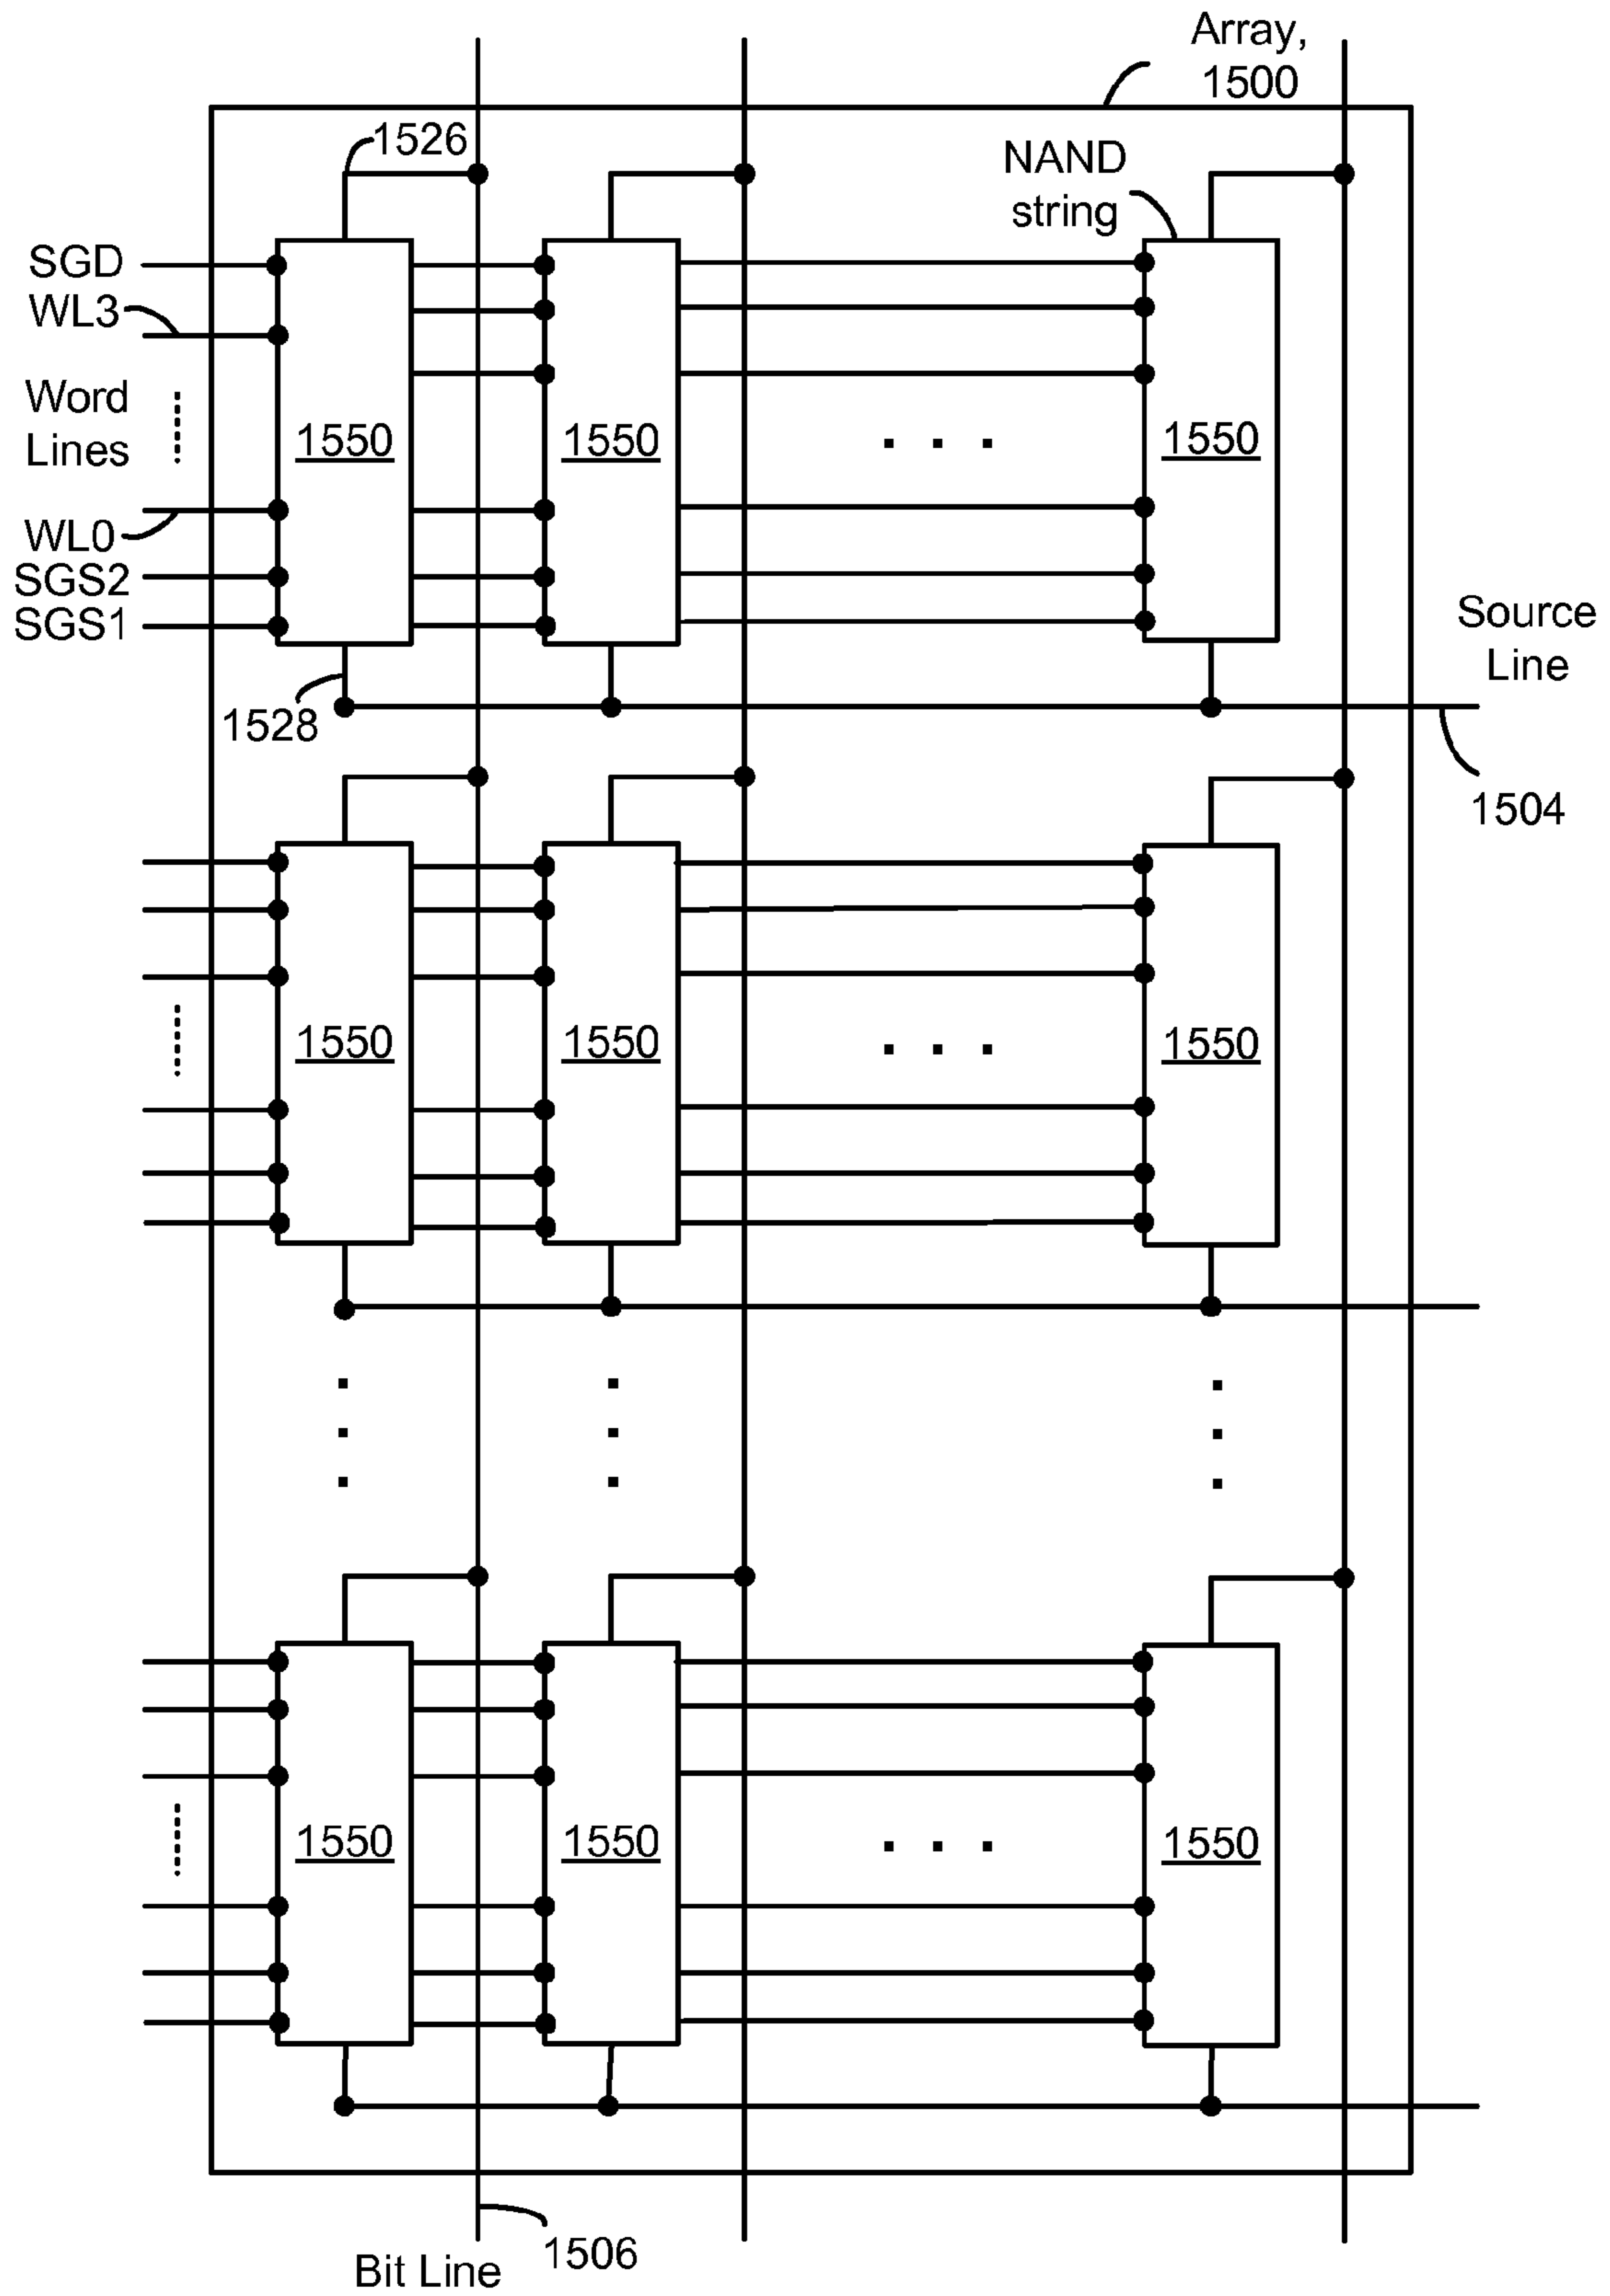 Array,
1500
1526
NAND
string
SGD
WL3
Word
Lines
1550
1550
. . .
1550
WL0
SGS2
SGS1
Source
Line
1528
1504
1550
1550
. . .
1550
1550
1550
. . .
1550
1506
Bit Line